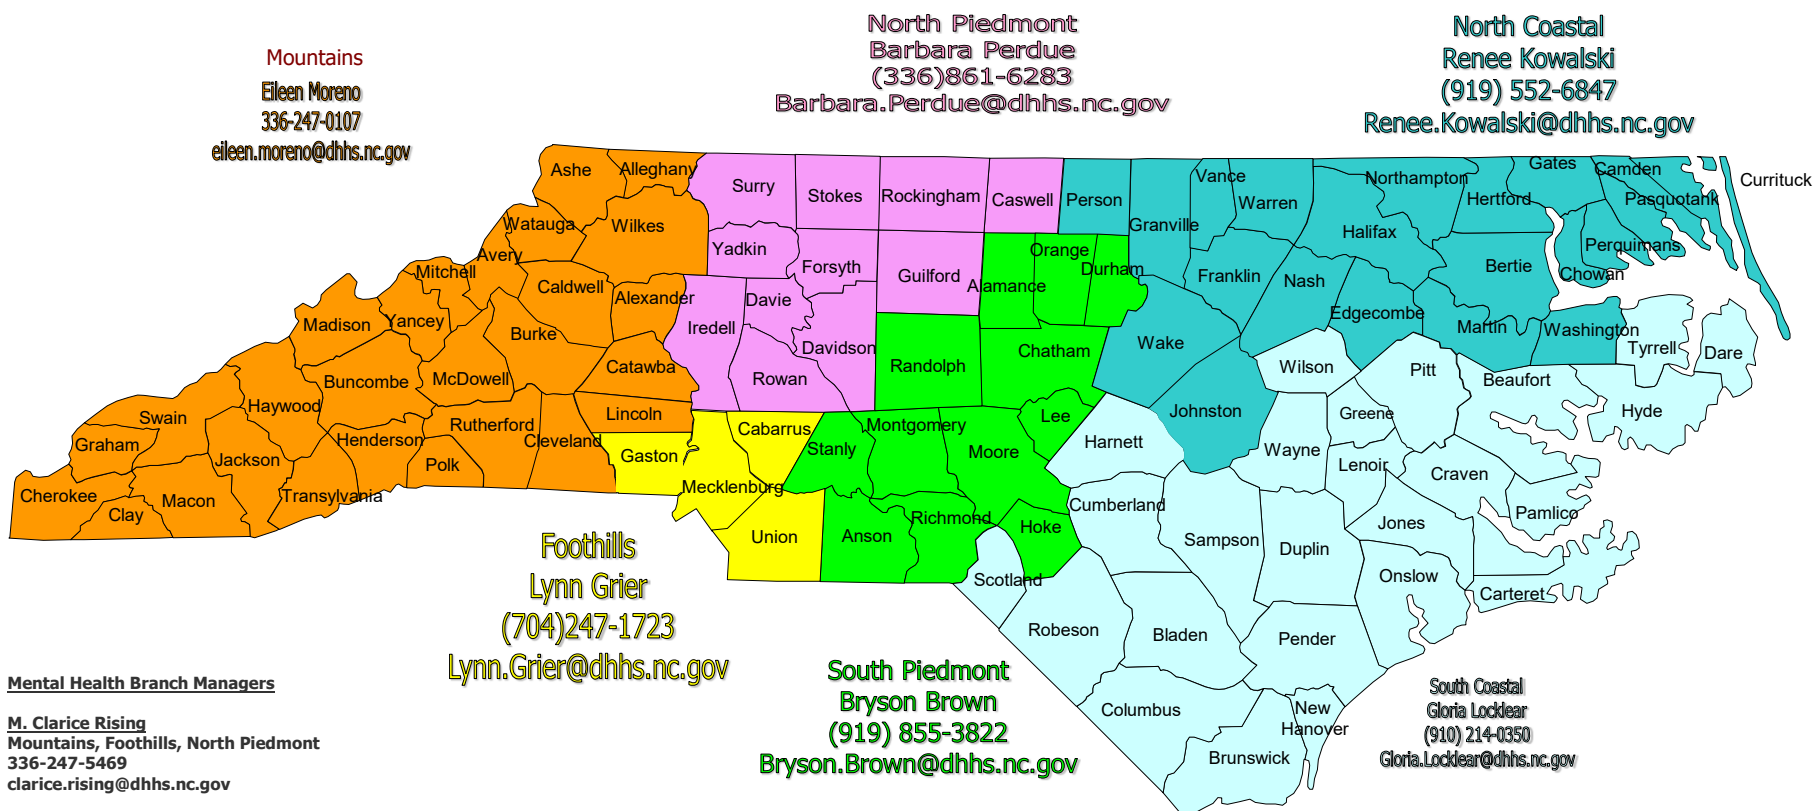 Mountains
Eileen Moreno
336-247-0107
eileen.moreno@dhhs.nc.gov
North Piedmont
Barbara Perdue
(336)861-6283
Barbara.Perdue@dhhs.nc.gov
North Coastal
Renee Kowalski
(919) 552-6847
Renee.Kowalski@dhhs.nc.gov
Ashe
Alleghany
Surry
Stokes
Rockingham
Caswell
Person
Granville
Vance
Warren
Northampton
Hertford
Gates
Camden
Pasquotank
Currituck
Watauga
Wilkes
Yadkin
Forsyth
Guilford
Alamance
Orange
Durham
Franklin
Halifax
Bertie
Chowan
Perquimans
Avery
Mitchell
Caldwell
Alexander
Iredell
Davie
Nash
Edgecombe
Martin
Washington
Tyrrell
Dare
Madison
Yancey
Burke
Davidson
Randolph
Chatham
Wake
Wilson
Pitt
Beaufort
Hyde
Buncombe
McDowell
Catawba
Rowan
Swain
Haywood
Rutherford
Lincoln
Cleveland
Cabarrus
Stanly
Montgomery
Moore
Lee
Harnett
Johnston
Greene
Wayne
Lenoir
Craven
Pamlico
Graham
Jackson
Henderson
Polk
Gaston
Mecklenburg
Cherokee
Clay
Macon
Transylvania
Union
Anson
Richmond
Hoke
Cumberland
Sampson
Duplin
Jones
Scotland
Onslow
Carteret
Robeson
Bladen
Pender
Columbus
New
Hanover
Brunswick
Foothills
Lynn Grier
(704)247-1723
Lynn.Grier@dhhs.nc.gov
South Piedmont
Bryson Brown
(919) 855-3822
Bryson.Brown@dhhs.nc.gov
South Coastal
Gloria Locklear
(910) 214-0350
Gloria.Locklear@dhhs.nc.gov
Mental Health Branch Managers
M. Clarice Rising
Mountains, Foothills, North Piedmont
336-247-5469
clarice.rising@dhhs.nc.gov